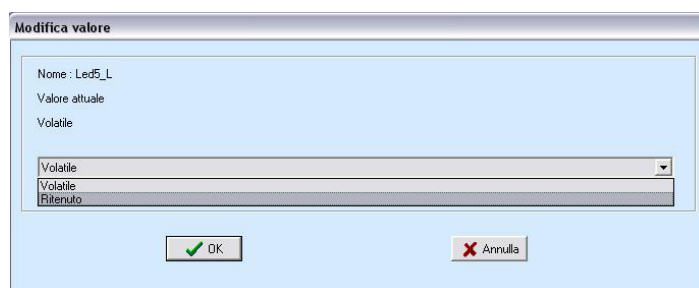 Modifica valore
Nome : Led5_L
Valore attuale
Volatile
Volatile
Volatile
Ritenuto
OK
Annulla